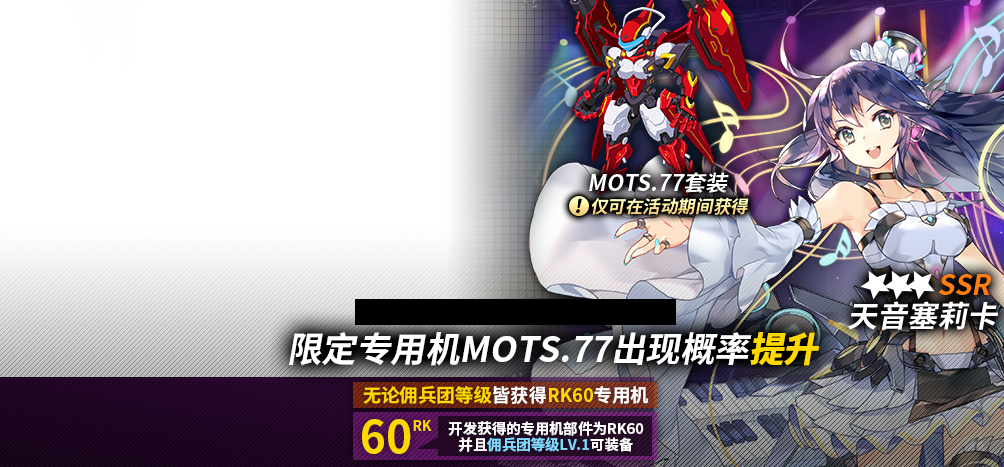 MOTS.77套装
!仅可在活动期间获得
SSR
天音塞莉卡
限定专用机MOTS.77出现概率提升
无论佣兵团等级皆获得RK60专用机
60RK
开发获得的专用机部件为RK60
并且佣兵团等级LV.1可装备